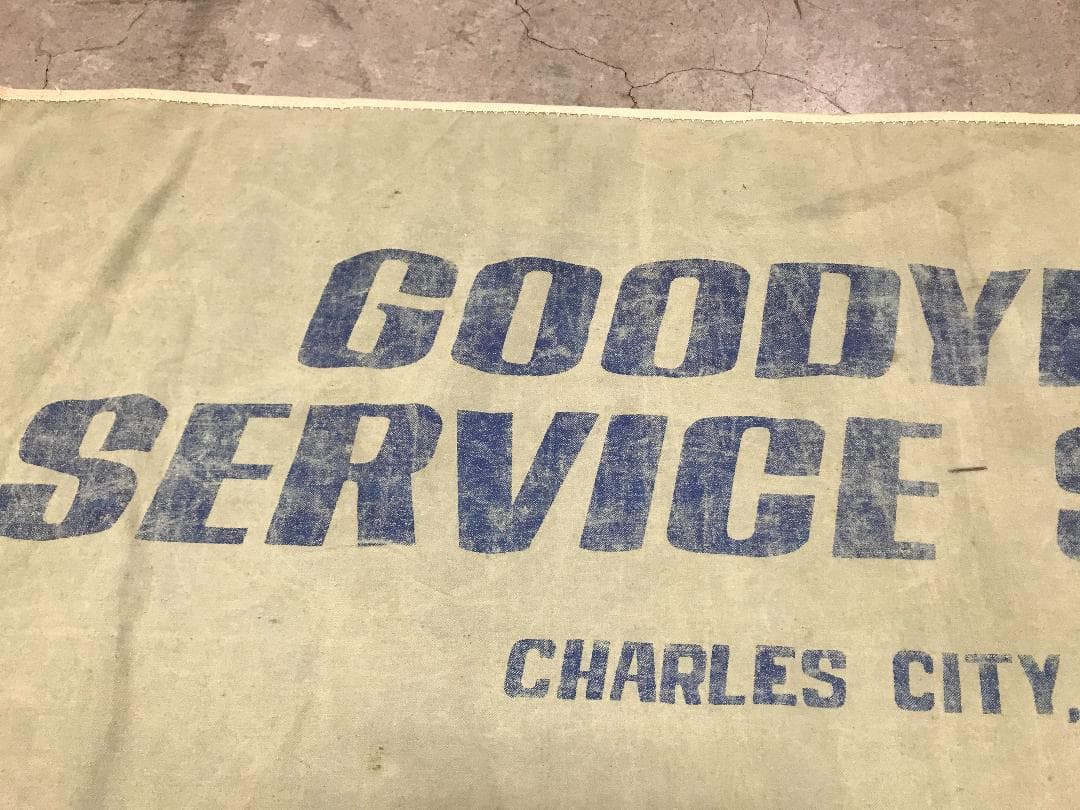 GOODY
SERVICE S
CHARLES CITY,